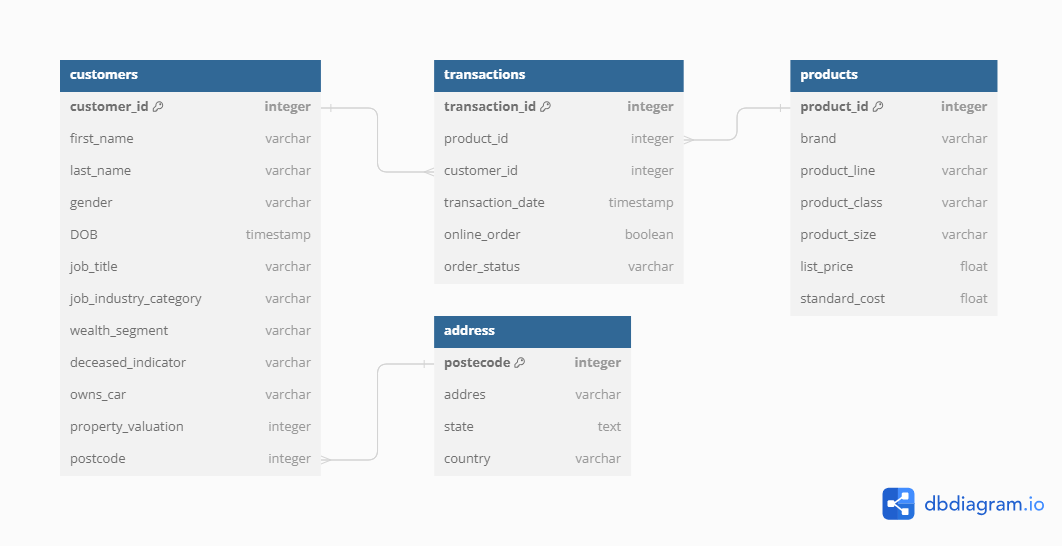 customers
customer_id integer
first_name varchar
last_name varchar
gender varchar
DOB timestamp
job_title varchar
job_industry_category varchar
wealth_segment varchar
deceased_indicator varchar
owns_car varchar
property_valuation integer
postcode integer
transactions
transaction_id integer
product_id integer
customer_id integer
transaction_date timestamp
online_order boolean
order_status varchar
address
postecode integer
addres varchar
state text
country varchar
products
product_id integer
brand varchar
product_line varchar
product_class varchar
product_size varchar
list_price float
standard_cost float
dbdiagram.io